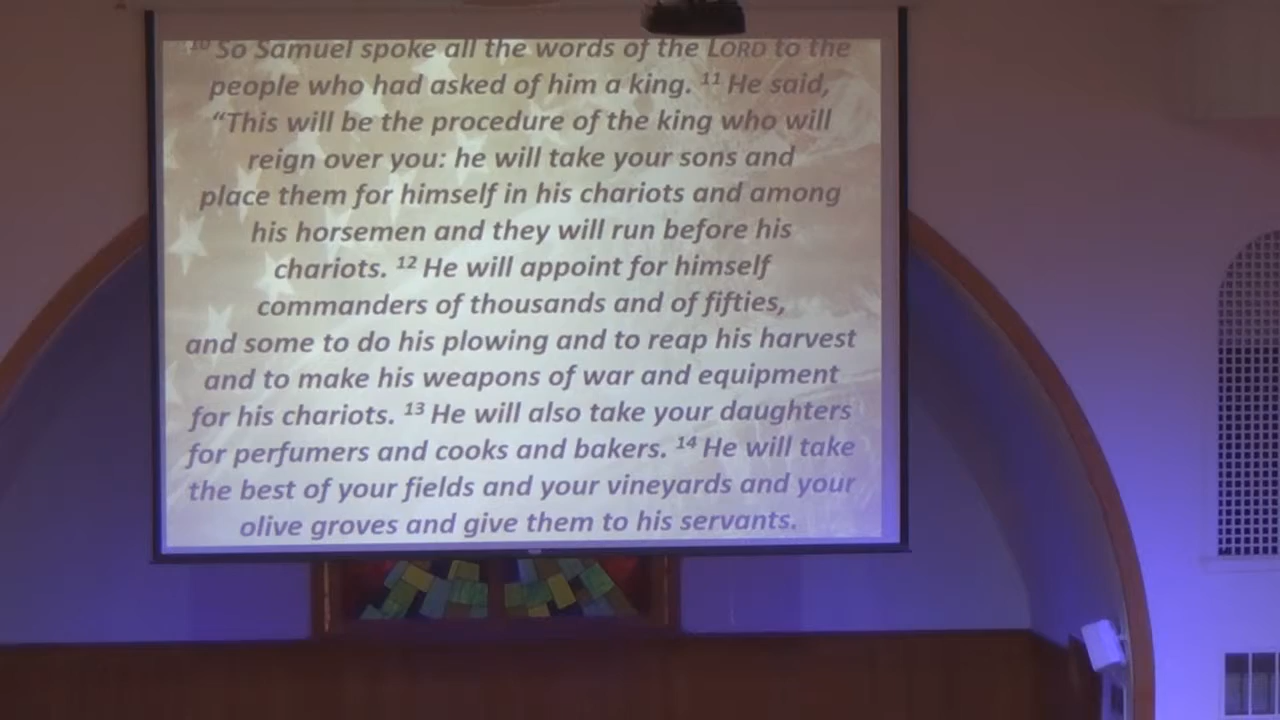 10 So Samuel spoke all the words of the LORD to the
people who had asked of him a king. 11 He said,
“This will be the procedure of the king who will
reign over you: he will take your sons and
place them for himself in his chariots and among
his horsemen and they will run before his
chariots. 12 He will appoint for himself
commanders of thousands and of fifties,
and some to do his plowing and to reap his harvest
and to make his weapons of war and equipment
for his chariots. 13 He will also take your daughters
for perfumers and cooks and bakers. 14 He will take
the best of your fields and your vineyards and your
olive groves and give them to his servants.